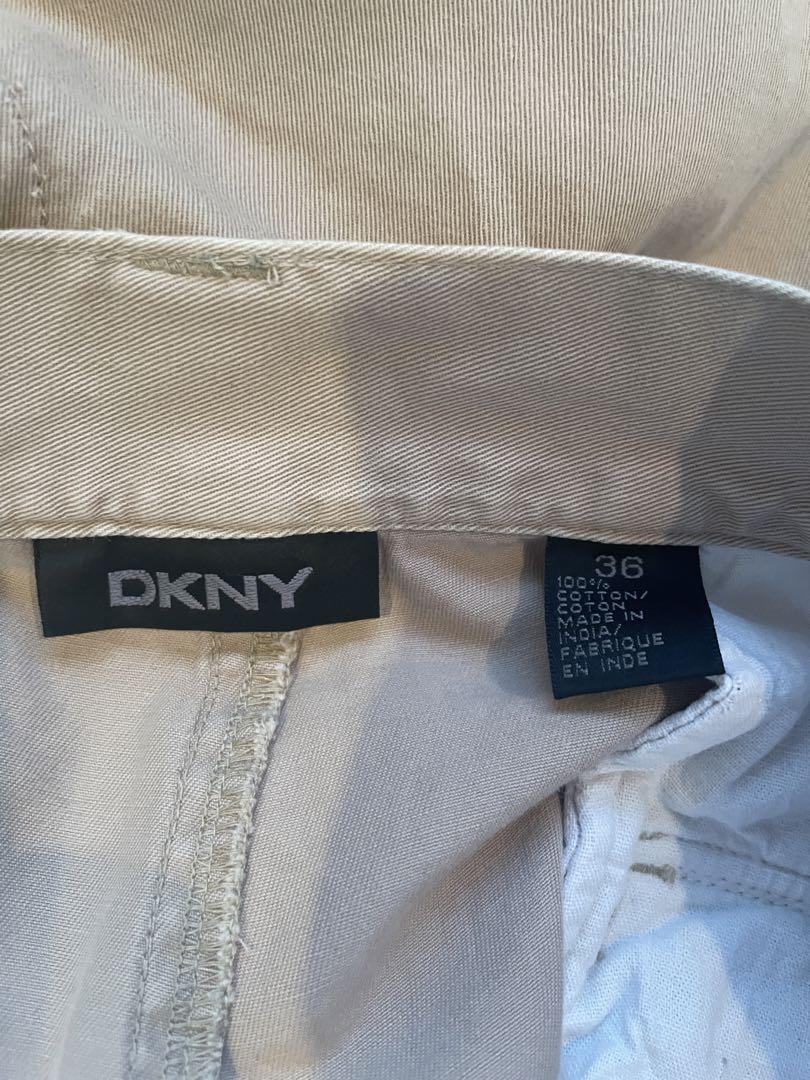 DKNY
36
100%
COTTON/
COTON
MADE IN
INDIA/
FABRIQUE
EN INDE